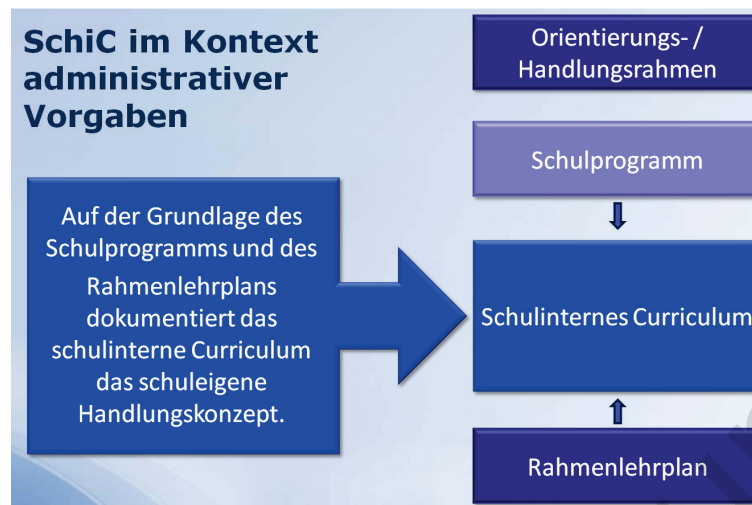 SchiC im Kontext
administrativer
Vorgaben
Orientierungs- /
Handlungsrahmen
Schulprogramm
Auf der Grundlage des
Schulprogramms und des
Rahmenlehrplans
dokumentiert das
schulinterne Curriculum
das schuleigene
Handlungskonzept.
Schulinternes Curriculum
Rahmenlehrplan